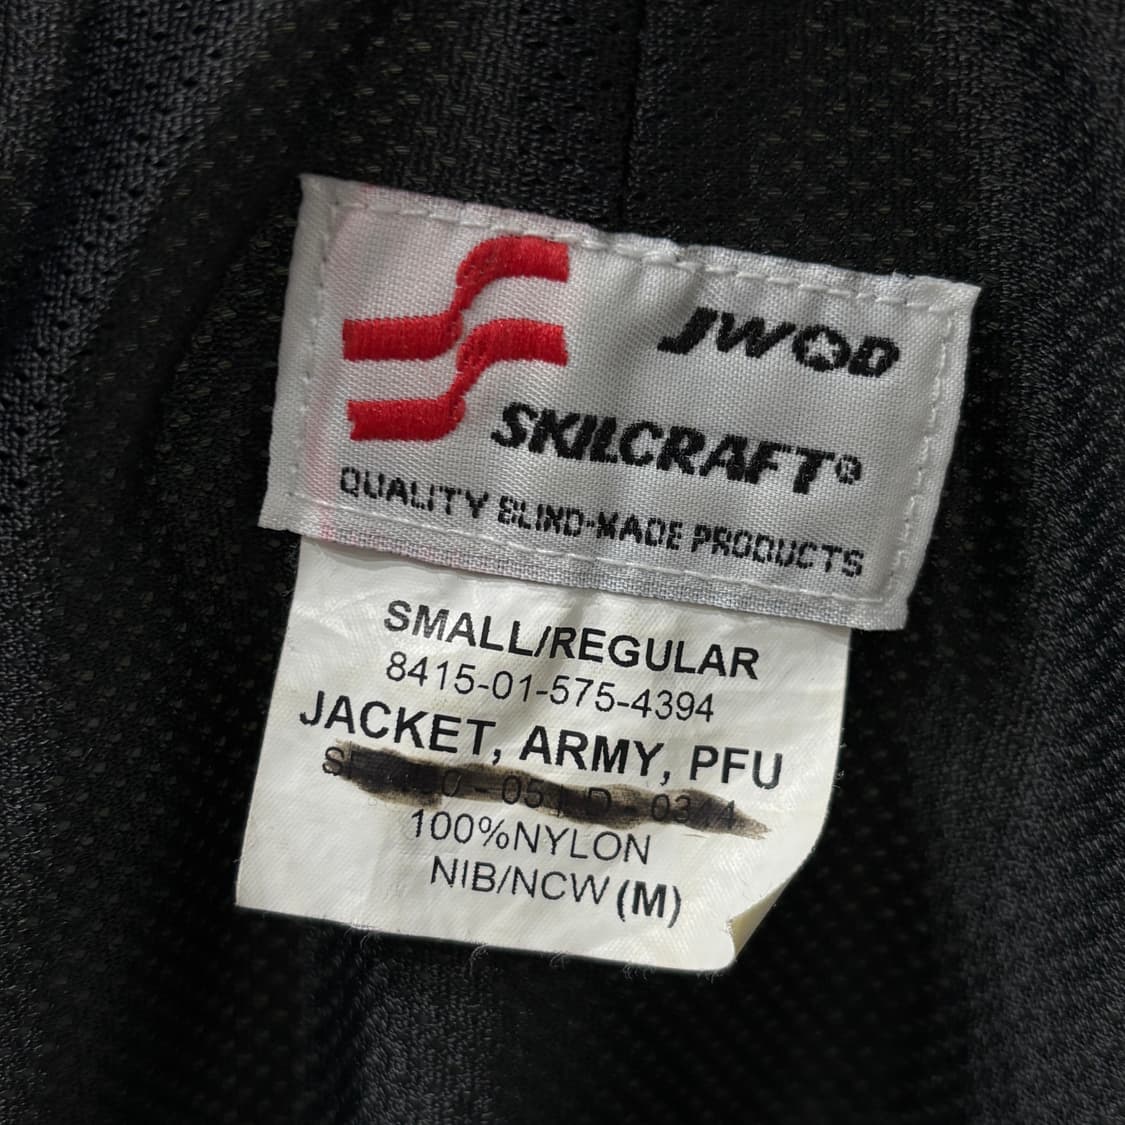 JWOD
SKILCRAFT®
QUALITY BLIND-MADE PRODUCTS
SMALL/REGULAR
8415-01-575-4394
JACKET, ARMY, PFU
100%NYLON
NIB/NCW (M)